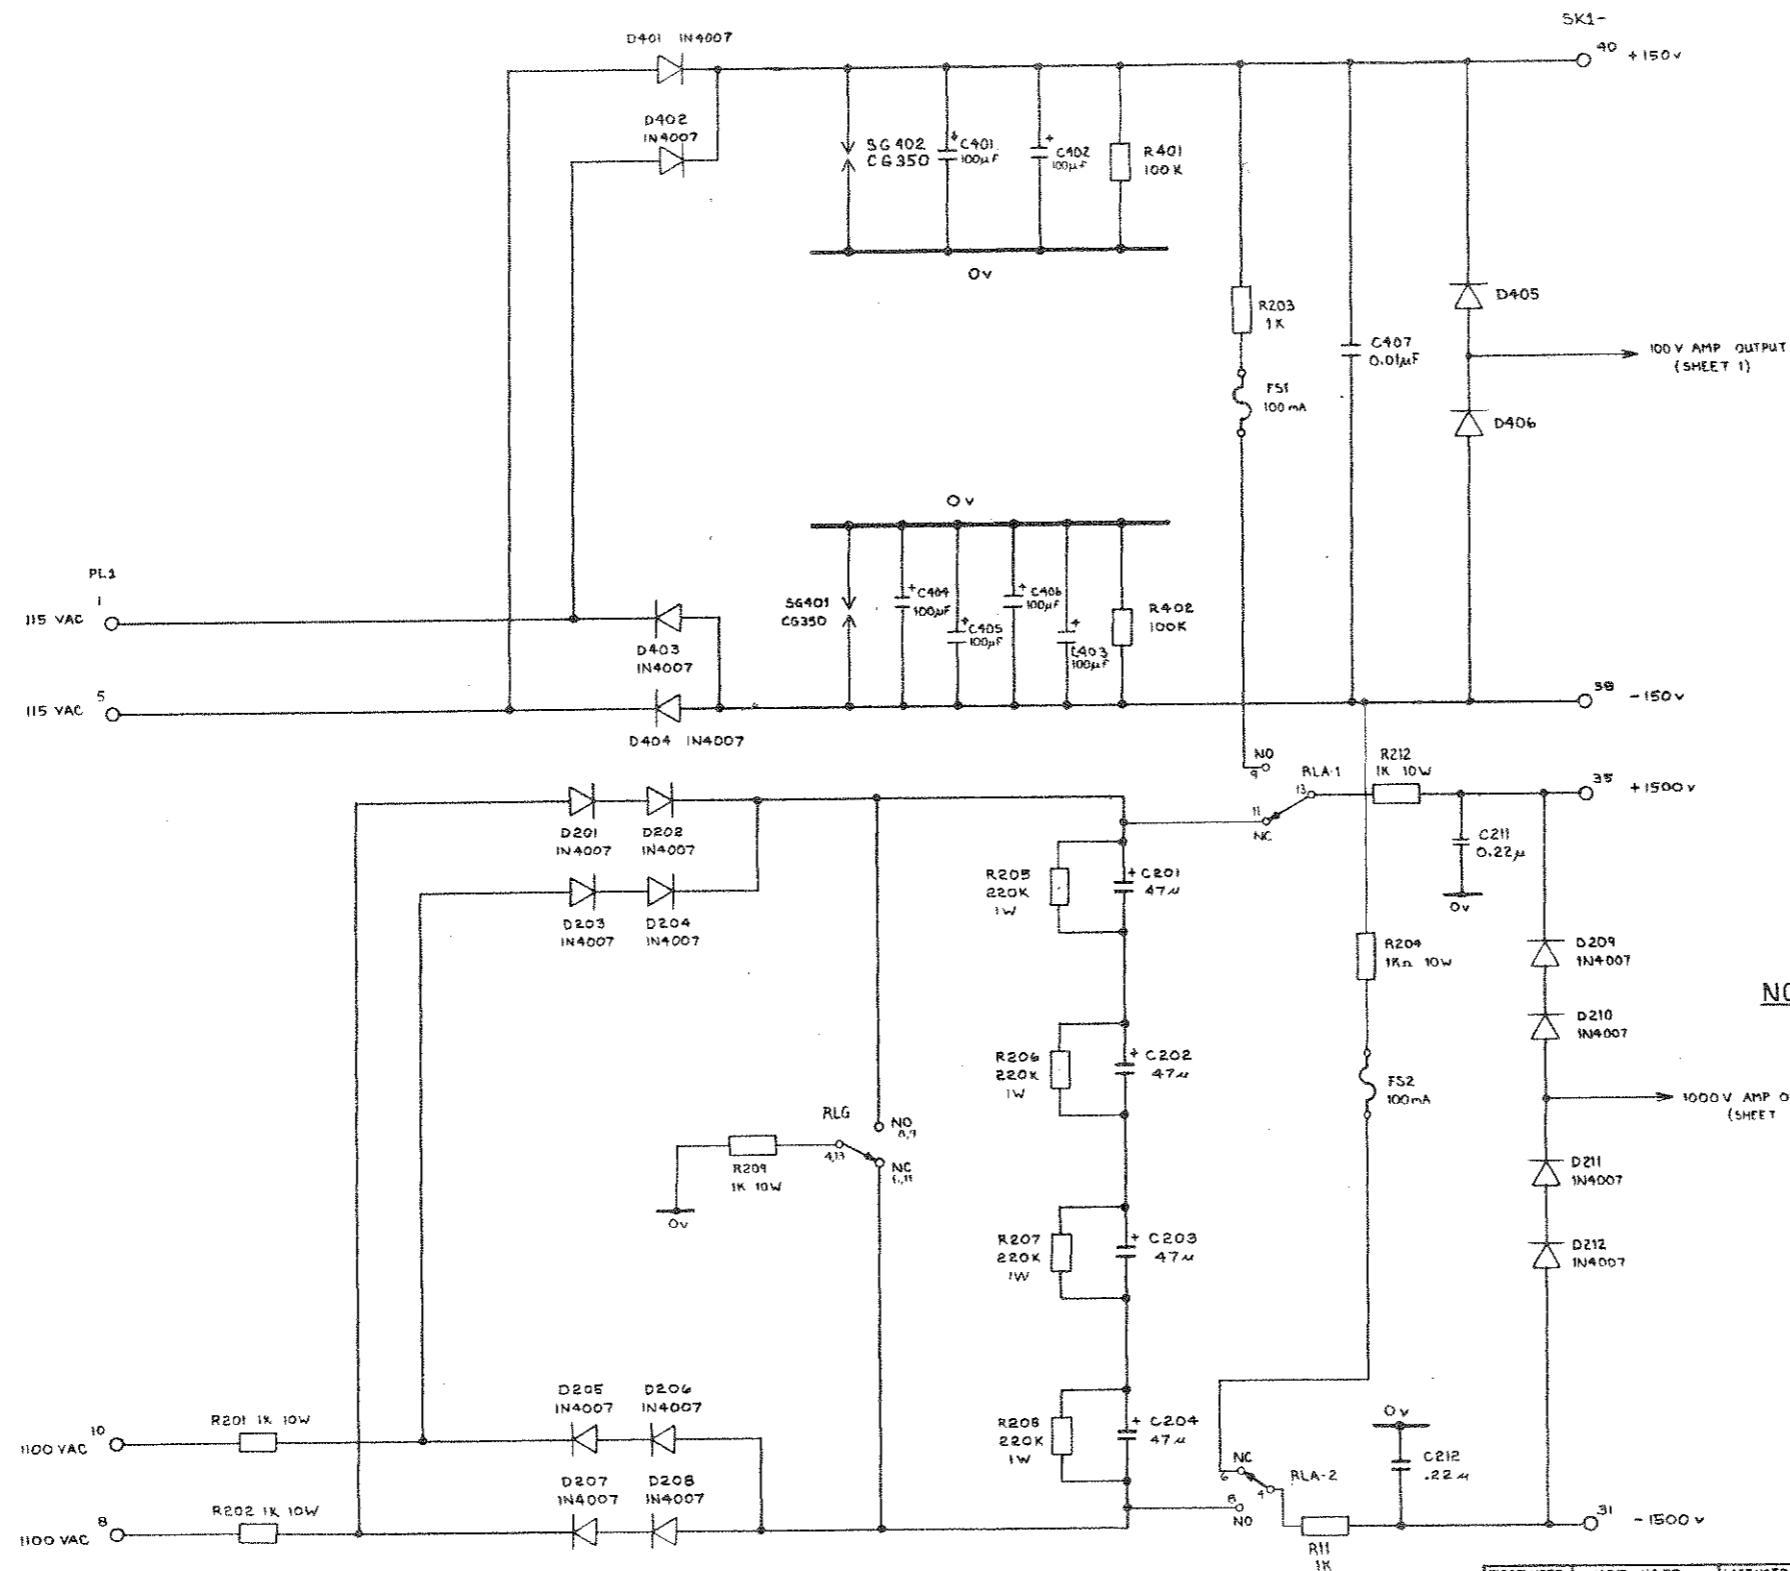 SK1-
40 +150V
D401 1N4007
D402
1N4007
SG402
CG350
C401
100µF
C402
100µF
R401
100K
0v
R203
1K
FS1
100mA
C407
0.01µF
D405
100V AMP OUTPUT
(SHEET 1)
D406
0v
PL1
1
115 VAC
D403
1N4007
SG401
CG350
C404
100µF
C405
100µF
C406
100µF
C403
100µF
R402
100K
5
115 VAC
D404 1N4007
-150V
NO
9
RLA-1
13
11
NC
R212
1K 10W
35
+1500V
C211
0.22µ
0v
D201
1N4007
D202
1N4007
D203
1N4007
D204
1N4007
R205
220K
1W
C201
47µ
R204
1KΩ 10W
D209
1N4007
D210
1N4007
R206
220K
1W
C202
47µ
FS2
100mA
1000V AMP O
(SHEET
RLG
NO
4,13
NC
R209
1K 10W
0v
R207
220K
1W
C203
47µ
D211
1N4007
D212
1N4007
D205
1N4007
D206
1N4007
R208
220K
1W
C204
47µ
10
1100 VAC
R201 1K 10W
D207
1N4007
D208
1N4007
8
1100 VAC
R202 1K 10W
NC
6
RLA-2
4
8
NO
0v
C212
.22µ
R11
1K
31
-1500V